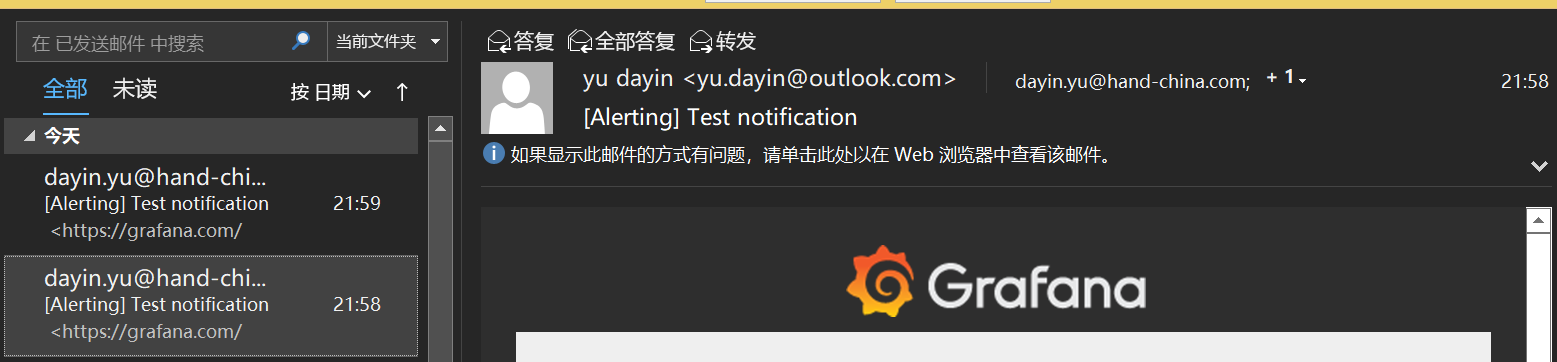 在 已发送邮件 中搜索
当前文件夹
全部 未读
按 日期
今天
dayin.yu@hand-chi...
[Alerting] Test notification 21:59
<https://grafana.com/
dayin.yu@hand-chi...
[Alerting] Test notification 21:58
<https://grafana.com/
答复 全部答复 转发
yu dayin <yu.dayin@outlook.com> dayin.yu@hand-china.com; + 1 21:58
[Alerting] Test notification
如果显示此邮件的方式有问题，请单击此处以在 Web 浏览器中查看该邮件。
Grafana